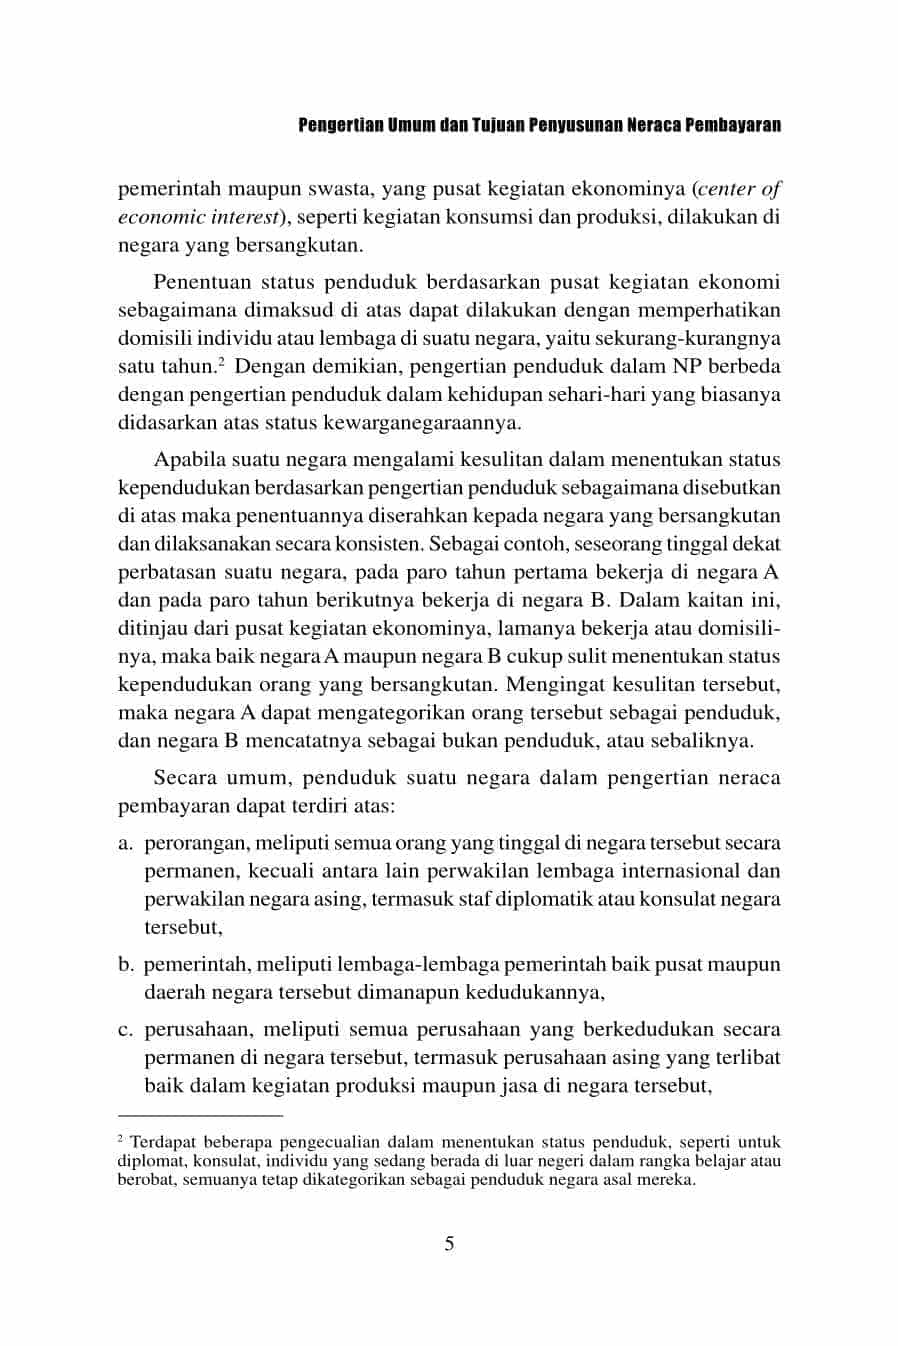 Pengertian Umum dan Tujuan Penyusunan Neraca Pembayaran
pemerintah maupun swasta, yang pusat kegiatan ekonominya (center of
economic interest), seperti kegiatan konsumsi dan produksi, dilakukan di
negara yang bersangkutan.
Penentuan status penduduk berdasarkan pusat kegiatan ekonomi
sebagaimana dimaksud di atas dapat dilakukan dengan memperhatikan
domisili individu atau lembaga di suatu negara, yaitu sekurang-kurangnya
satu tahun.² Dengan demikian, pengertian penduduk dalam NP berbeda
dengan pengertian penduduk dalam kehidupan sehari-hari yang biasanya
didasarkan atas status kewarganegaraannya.
Apabila suatu negara mengalami kesulitan dalam menentukan status
kependudukan berdasarkan pengertian penduduk sebagaimana disebutkan
di atas maka penentuannya diserahkan kepada negara yang bersangkutan
dan dilaksanakan secara konsisten. Sebagai contoh, seseorang tinggal dekat
perbatasan suatu negara, pada paro tahun pertama bekerja di negara A
dan pada paro tahun berikutnya bekerja di negara B. Dalam kaitan ini,
ditinjau dari pusat kegiatan ekonominya, lamanya bekerja atau domisili-
nya, maka baik negara A maupun negara B cukup sulit menentukan status
kependudukan orang yang bersangkutan. Mengingat kesulitan tersebut,
maka negara A dapat mengategorikan orang tersebut sebagai penduduk,
dan negara B mencatatnya sebagai bukan penduduk, atau sebaliknya.
Secara umum, penduduk suatu negara dalam pengertian neraca
pembayaran dapat terdiri atas:
a. perorangan, meliputi semua orang yang tinggal di negara tersebut secara
permanen, kecuali antara lain perwakilan lembaga internasional dan
perwakilan negara asing, termasuk staf diplomatik atau konsulat negara
tersebut,
b. pemerintah, meliputi lembaga-lembaga pemerintah baik pusat maupun
daerah negara tersebut dimanapun kedudukannya,
c. perusahaan, meliputi semua perusahaan yang berkedudukan secara
permanen di negara tersebut, termasuk perusahaan asing yang terlibat
baik dalam kegiatan produksi maupun jasa di negara tersebut,
² Terdapat beberapa pengecualian dalam menentukan status penduduk, seperti untuk
diplomat, konsulat, individu yang sedang berada di luar negeri dalam rangka belajar atau
berobat, semuanya tetap dikategorikan sebagai penduduk negara asal mereka.
5